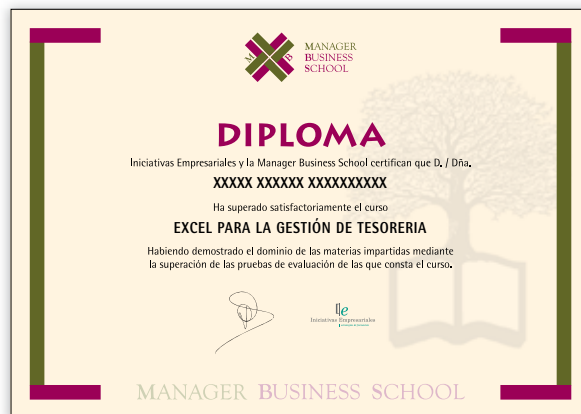 M B
MANAGER
BUSINESS
SCHOOL
DIPLOMA
Iniciativas Empresariales y la Manager Business School certifican que D. / Dña.
XXXXX XXXXXX XXXXXXXXXX
Ha superado satisfactoriamente el curso
EXCEL PARA LA GESTIÓN DE TESORERIA
Habiendo demostrado el dominio de las materias impartidas mediante
la superación de las pruebas de evaluación de las que consta el curso.
Iniciativas Empresariales
MANAGER BUSINESS SCHOOL